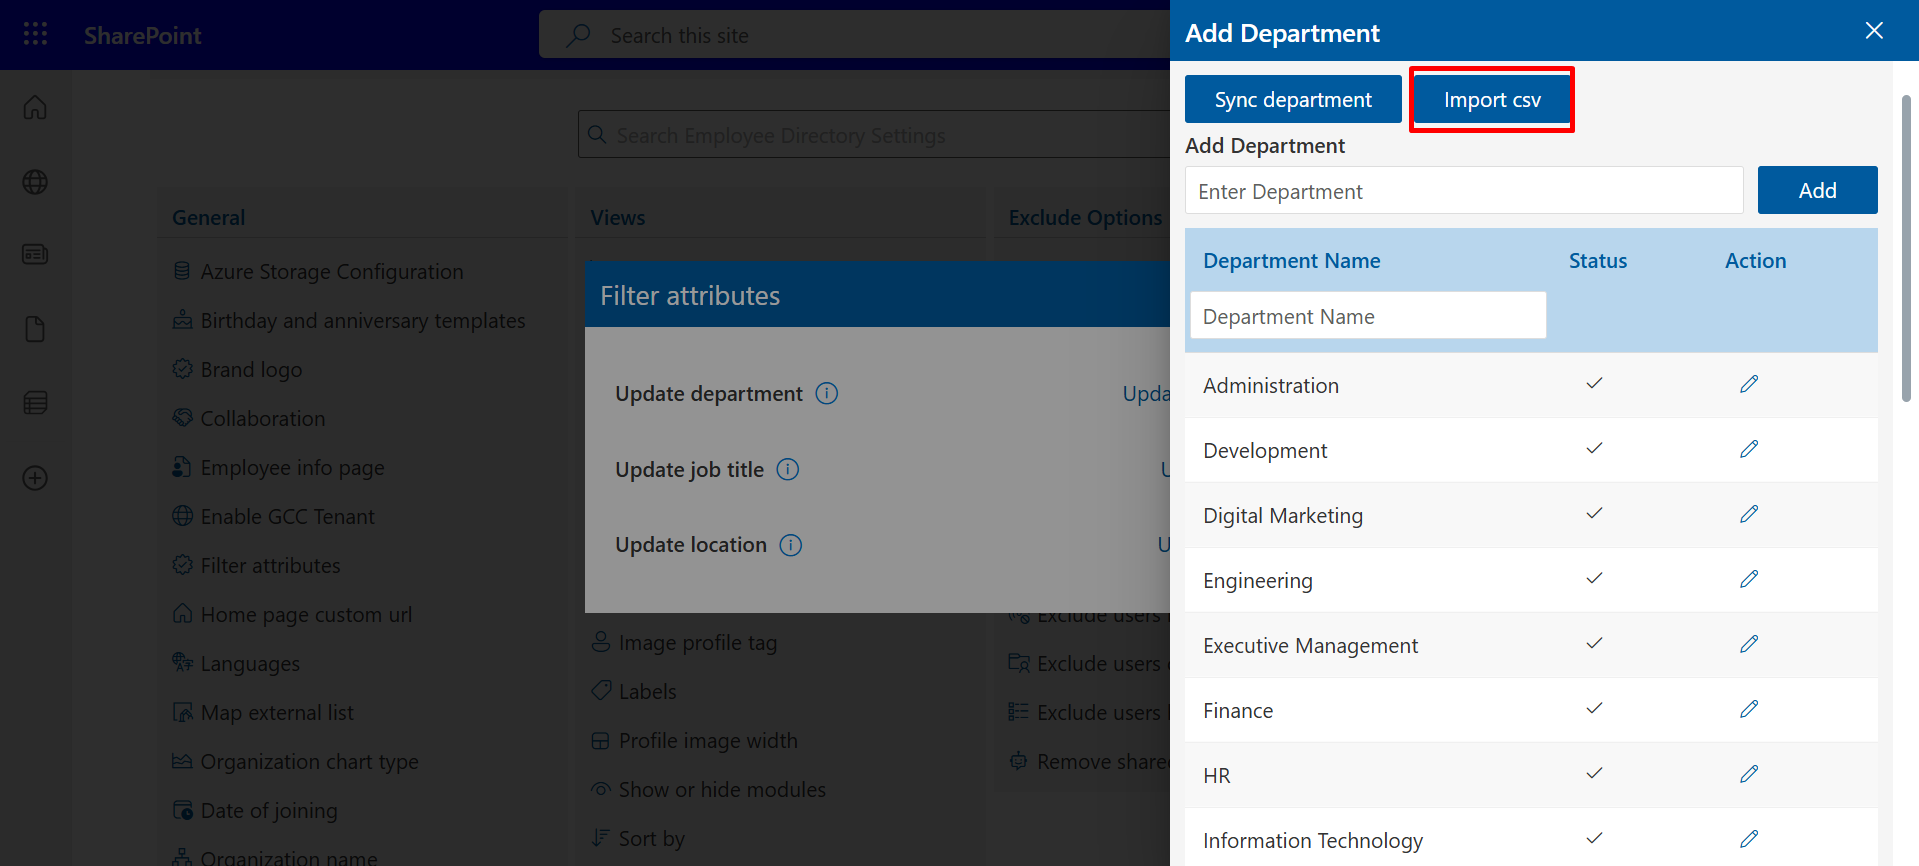 SharePoint
Search this site
Search Employee Directory Settings
General
Azure Storage Configuration
Birthday and anniversary templates
Brand logo
Collaboration
Employee info page
Enable GCC Tenant
Filter attributes
Home page custom url
Languages
Map external list
Organization chart type
Date of joining
Organization name
Views
Image profile tag
Labels
Profile image width
Show or hide modules
Sort by
Exclude Options
Exclude users
Exclude users
Exclude users
Remove share
Filter attributes
Update department
Upda
Update job title
U
Update location
U
Add Department
Sync department
Import csv
Add Department
Enter Department
Add
Department Name Status Action
Department Name
Administration
Development
Digital Marketing
Engineering
Executive Management
Finance
HR
Information Technology